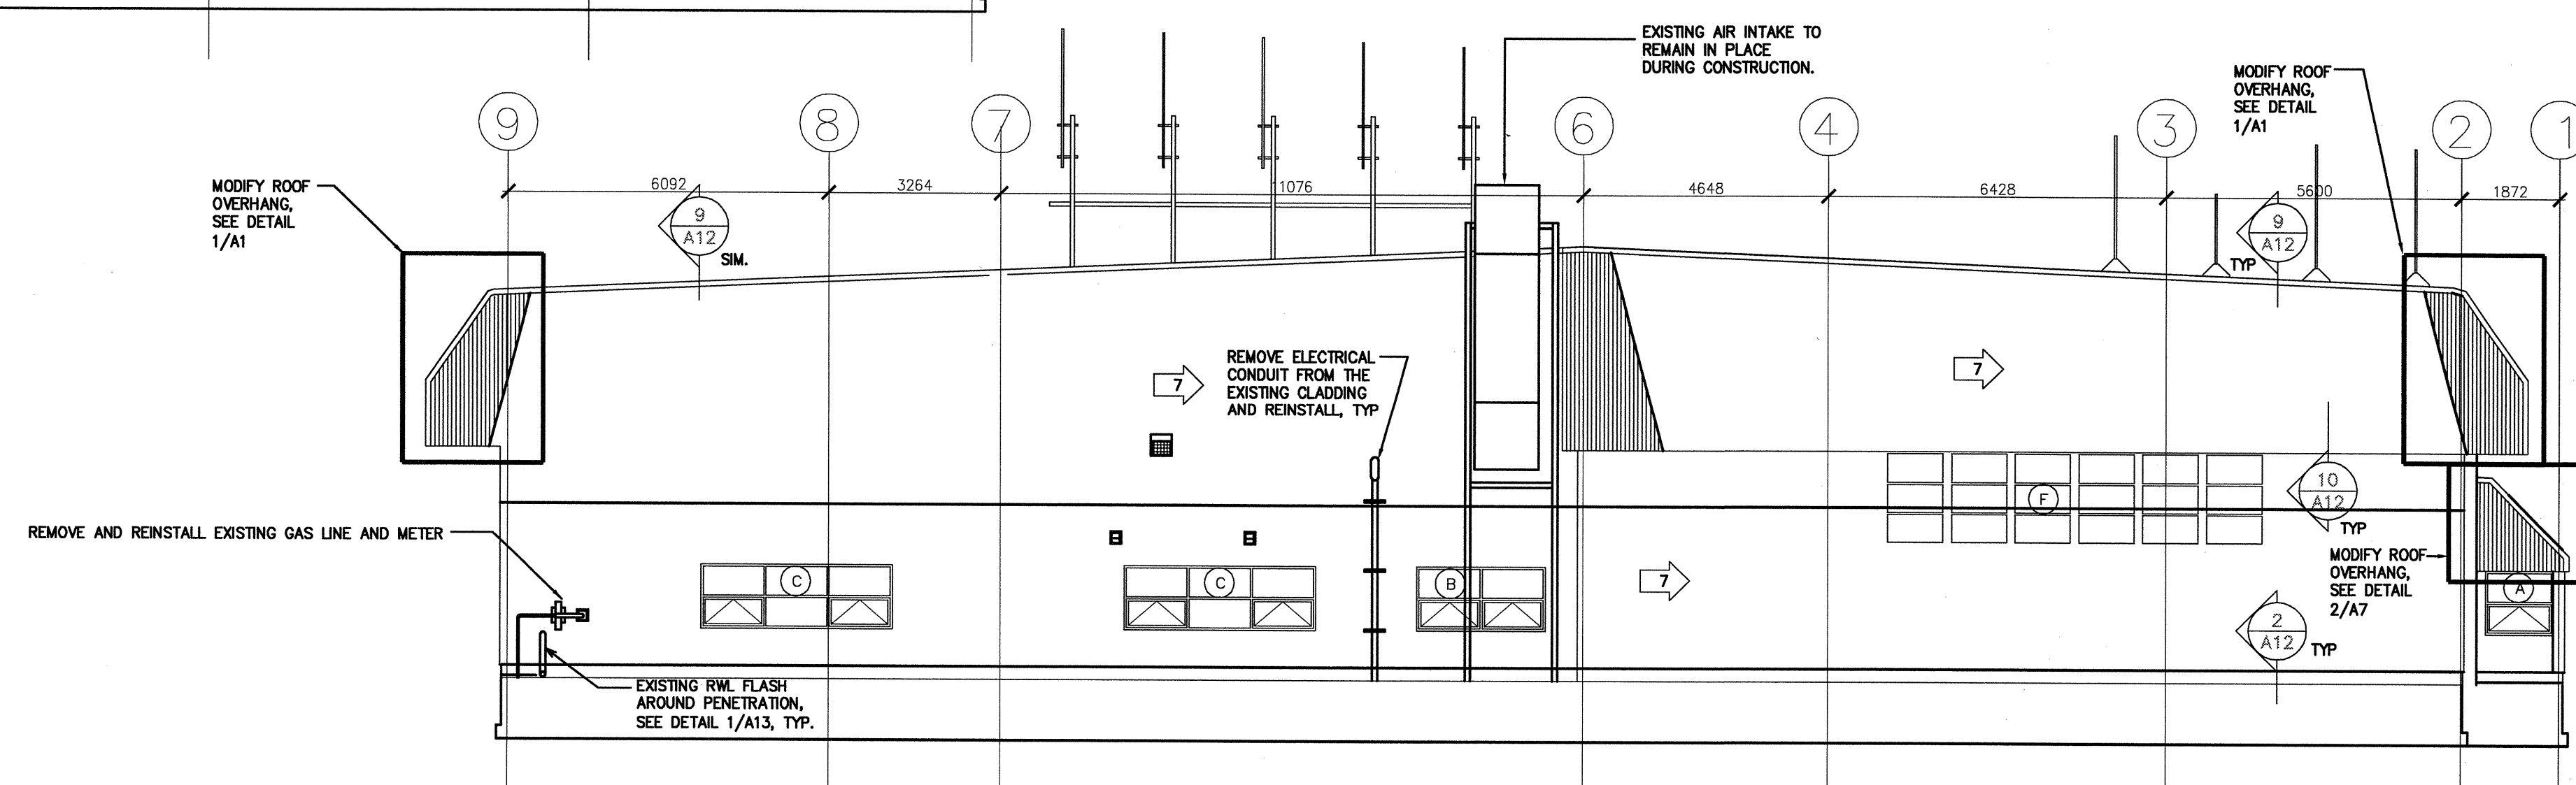 EXISTING AIR INTAKE TO
REMAIN IN PLACE
DURING CONSTRUCTION.
MODIFY ROOF
OVERHANG,
SEE DETAIL
1/A1
9
8
7
6
4
3
2
1
6092
3264
11076
4648
6428
5600
1872
MODIFY ROOF
OVERHANG,
SEE DETAIL
1/A1
9
A12
SIM.
9
A12
TYP
REMOVE ELECTRICAL
CONDUIT FROM THE
EXISTING CLADDING
AND REINSTALL, TYP
7
7
10
A12
TYP
F
REMOVE AND REINSTALL EXISTING GAS LINE AND METER
MODIFY ROOF
OVERHANG,
SEE DETAIL
2/A7
C
C
B
7
A
2
A12
TYP
EXISTING RWL FLASH
AROUND PENETRATION,
SEE DETAIL 1/A13, TYP.